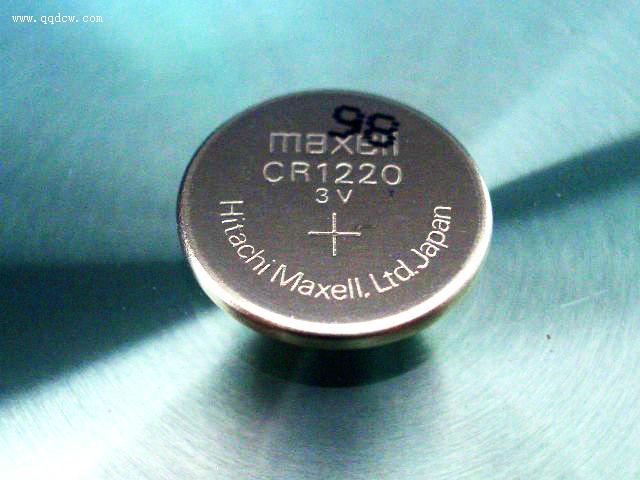 www.qqdcw.com
98
maxell
CR1220
3V
+
Hitachi Maxell, Ltd. Japan